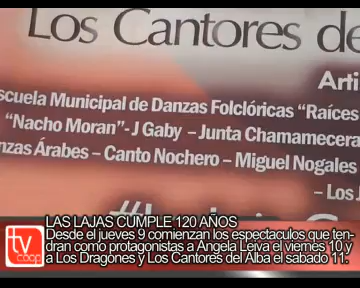 Los Cantores de
Arti
scuela Municipal de Danzas Folclóricas “Raíces
“Nacho Moran”- J Gaby – Junta Chamamecera
nzas Árabes – Canto Nochero – Miguel Nogales
– Los J
LAS LAJAS CUMPLE 120 AÑOS
Desde el jueves 9 comienzan los espectaculos que ten-
dran como protagonistas a Angela Leiva el viernes 10 y
a Los Dragones y Los Cantores del Alba el sabado 11.
tv
coop